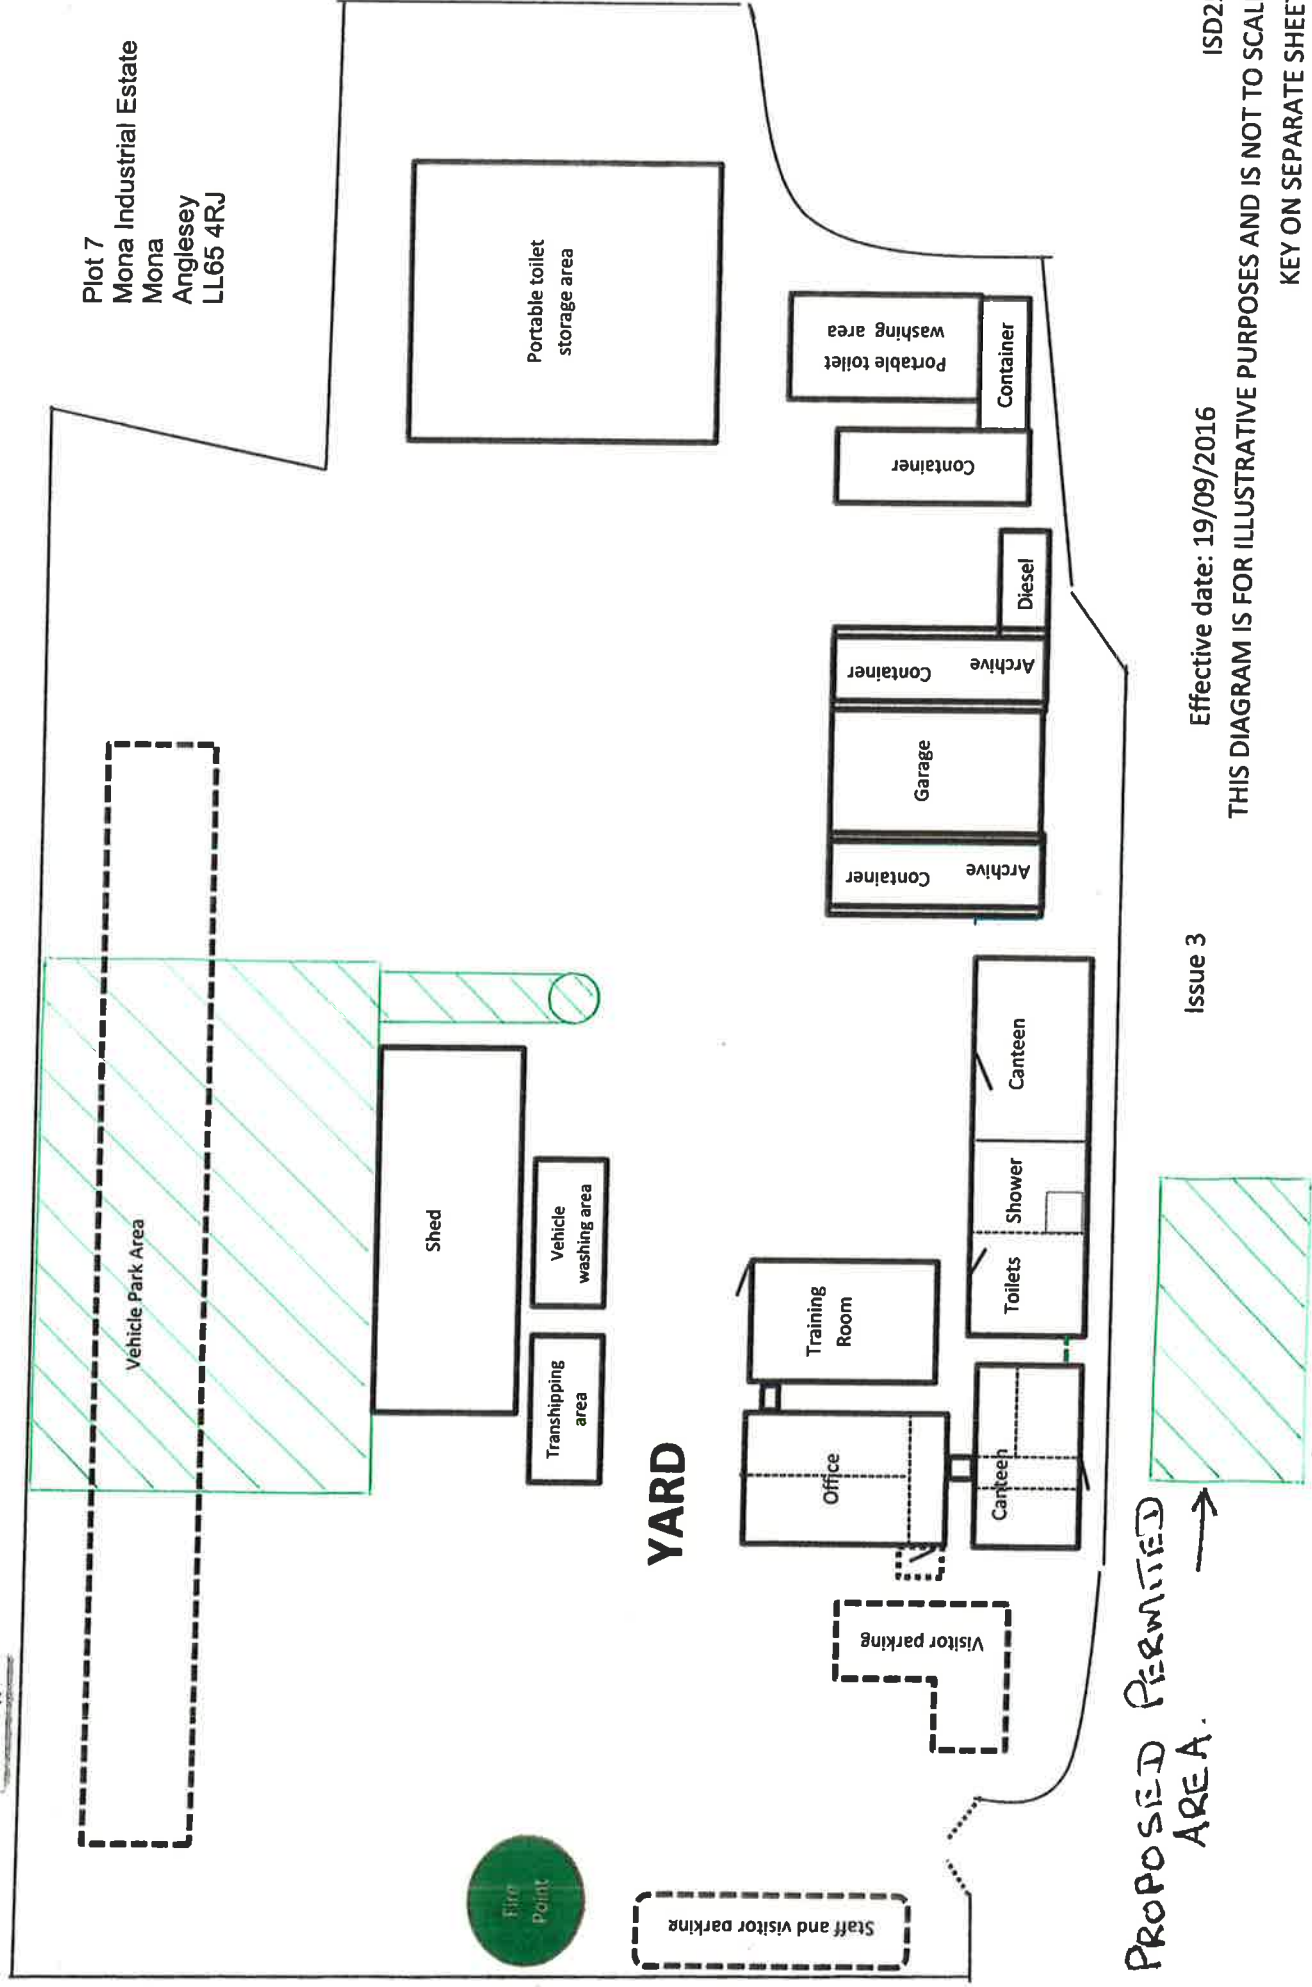 Plot 7
Mona Industrial Estate
Mona
Anglesey
LL65 4RJ
Vehicle Park Area
Shed
Transhipping
area
Vehicle
washing area
Portable toilet
storage area
YARD
Fire
Point
Staff and visitor parking
Visitor parking
Office
Training
Room
Canteen
Toilets
Shower
Canteen
Container
Archive
Garage
Container
Archive
Diesel
Container
Portable toilet
washing area
Container
PROPOSED PERMITTED
AREA.
Issue 3
Effective date: 19/09/2016
THIS DIAGRAM IS FOR ILLUSTRATIVE PURPOSES AND IS NOT TO SCAL
KEY ON SEPARATE SHEET